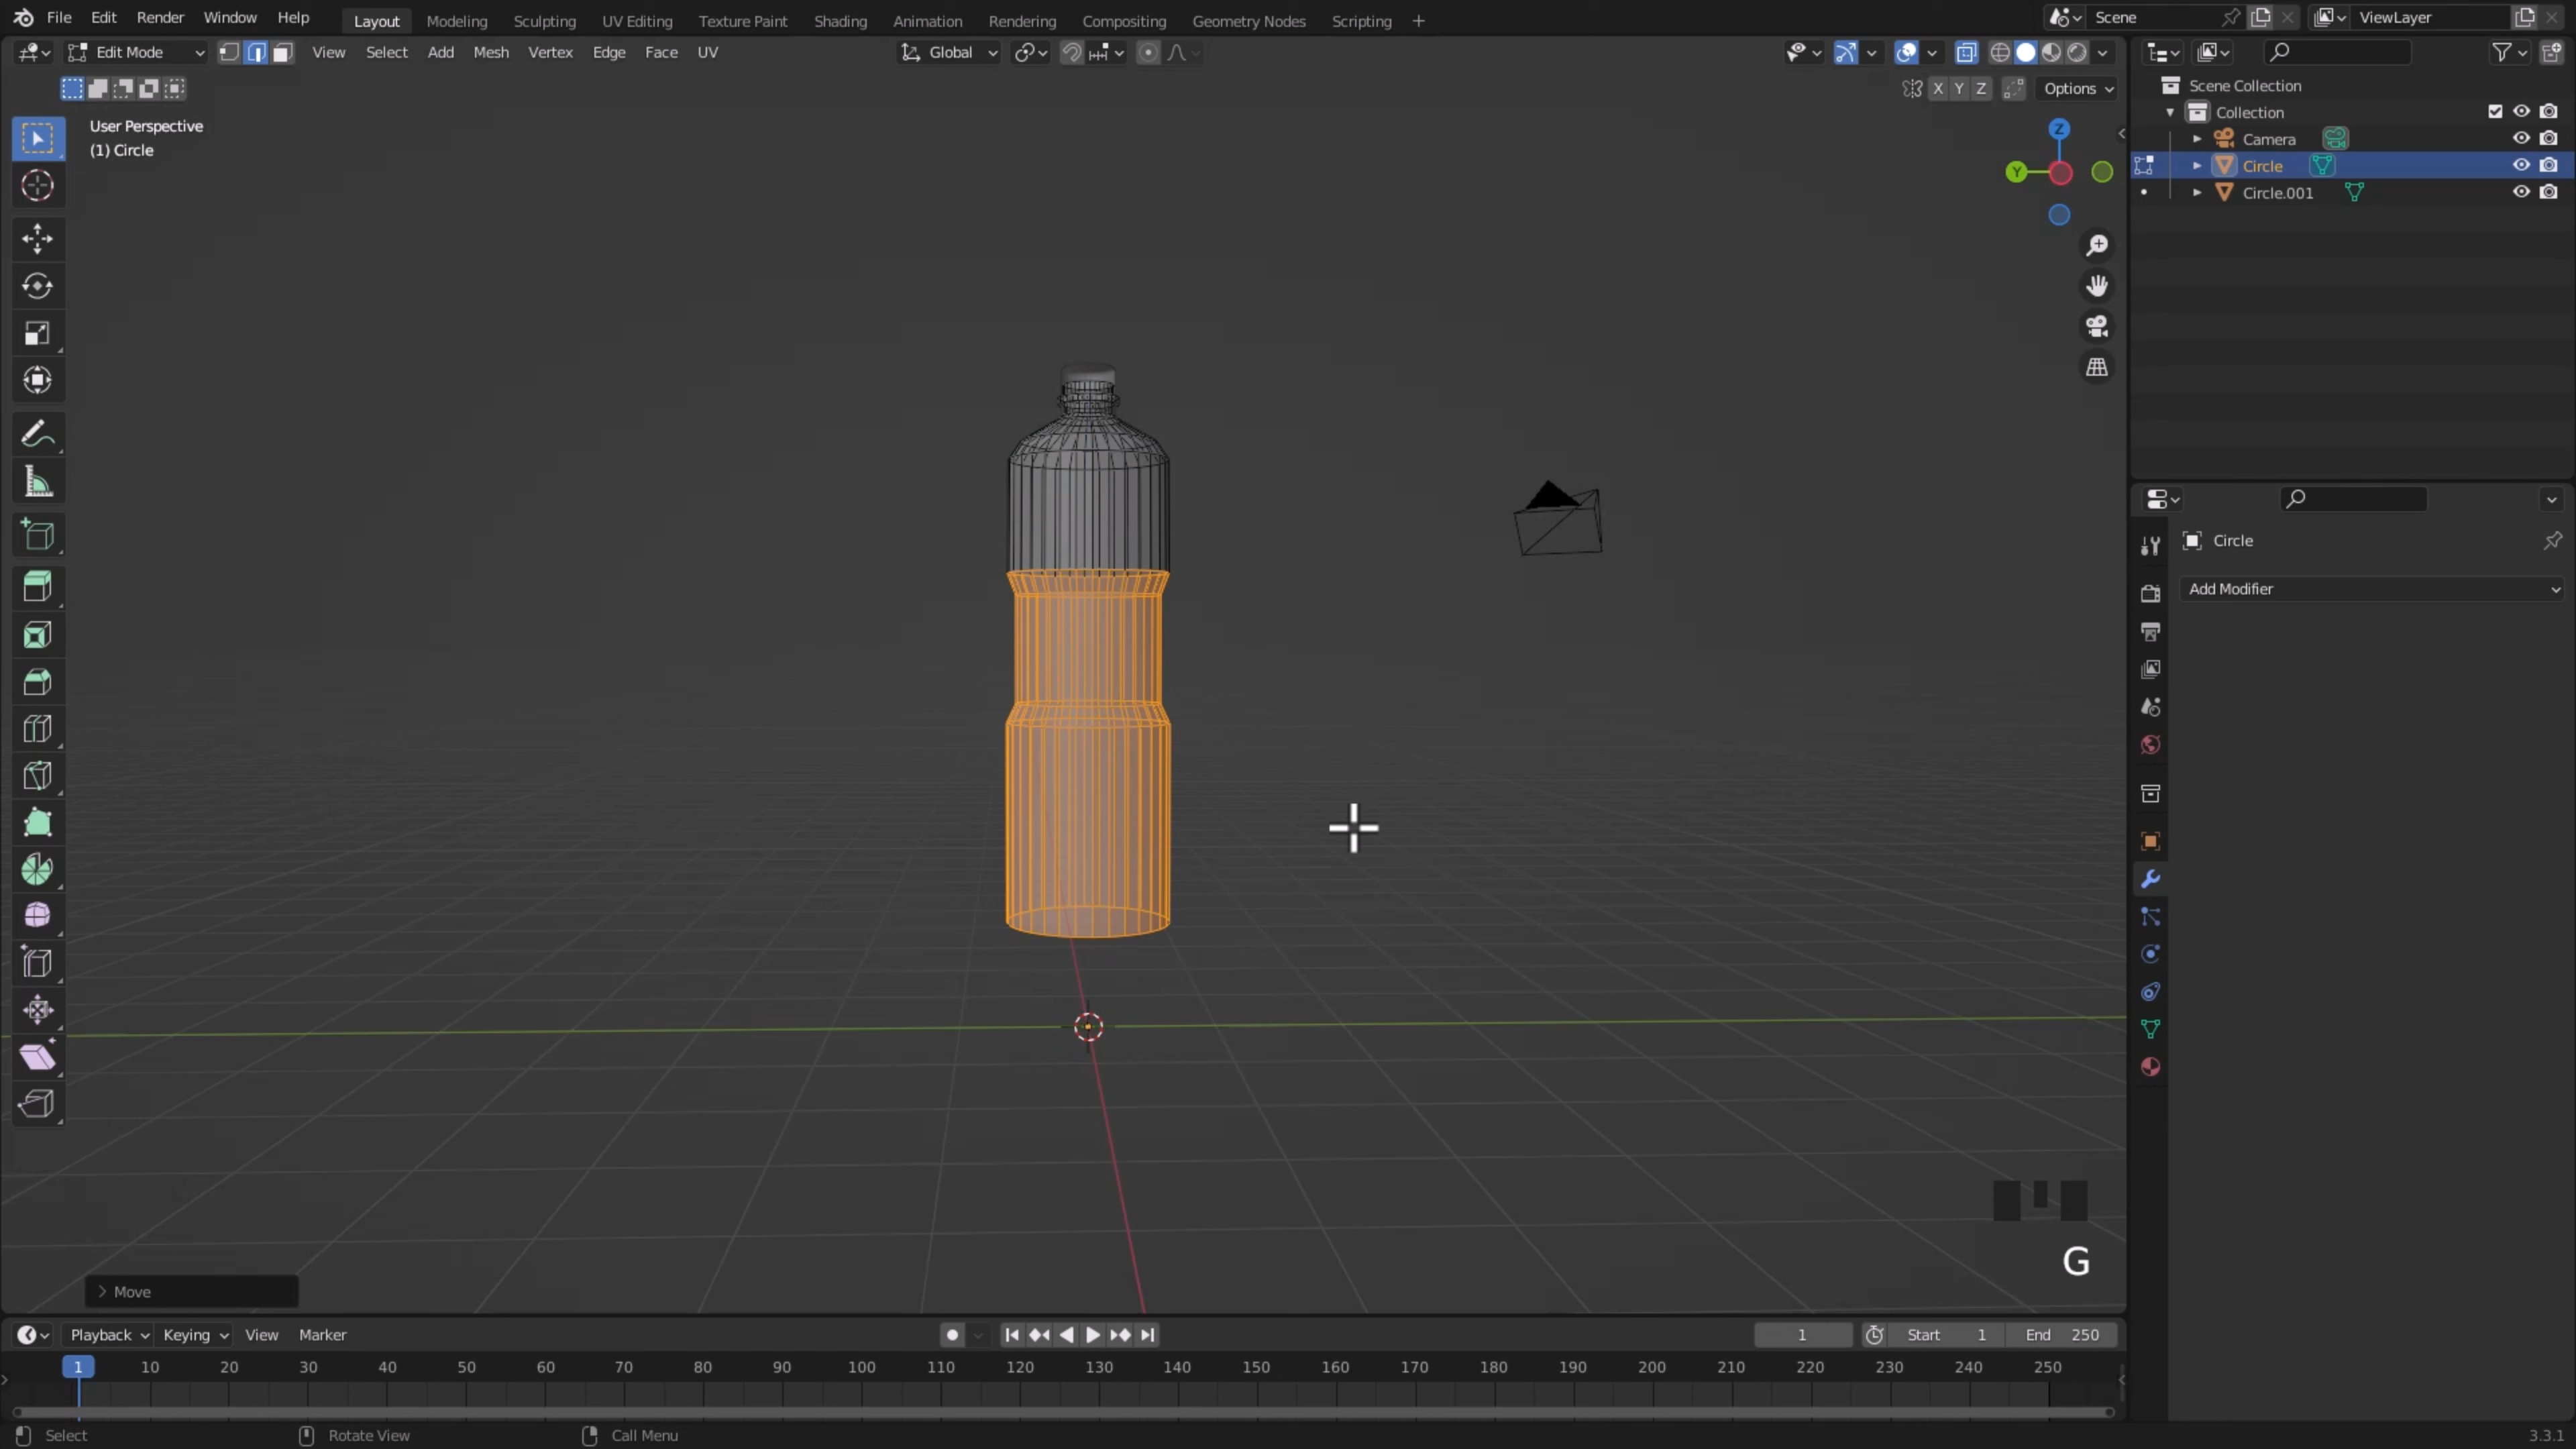 File Edit Render Window Help Layout Modeling Sculpting UV Editing Texture Paint Shading Animation Rendering Compositing Geometry Nodes Scripting + Scene ViewLayer
Edit Mode View Select Add Mesh Vertex Edge Face UV Global
X Y Z Options
User Perspective
(1) Circle
Z
Y
Scene Collection
Collection
Camera
Circle
Circle.001
Circle
Add Modifier
G
Move
Playback Keying View Marker 1 Start 1 End 250
1 10 20 30 40 50 60 70 80 90 100 110 120 130 140 150 160 170 180 190 200 210 220 230 240 250
Select Rotate View Call Menu 3.3.1